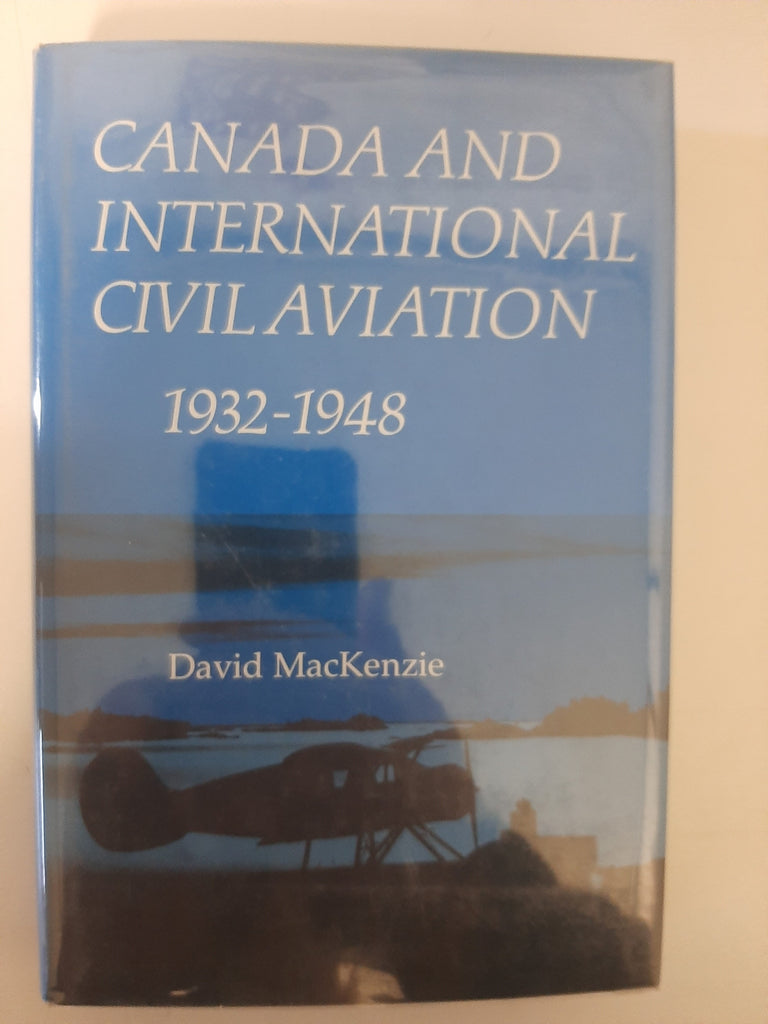 CANADA AND
INTERNATIONAL
CIVIL AVIATION
1932-1948
David MacKenzie